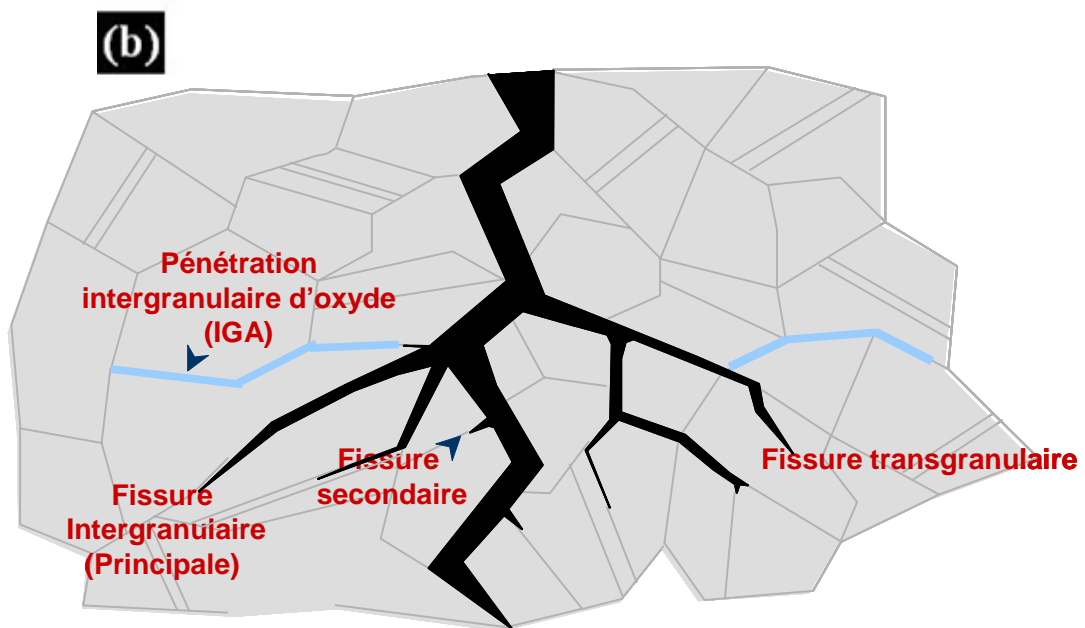 (b)
Pénétration
intergranulaire d’oxyde
(IGA)
Fissure
secondaire
Fissure transgranulaire
Fissure
Intergranulaire
(Principale)